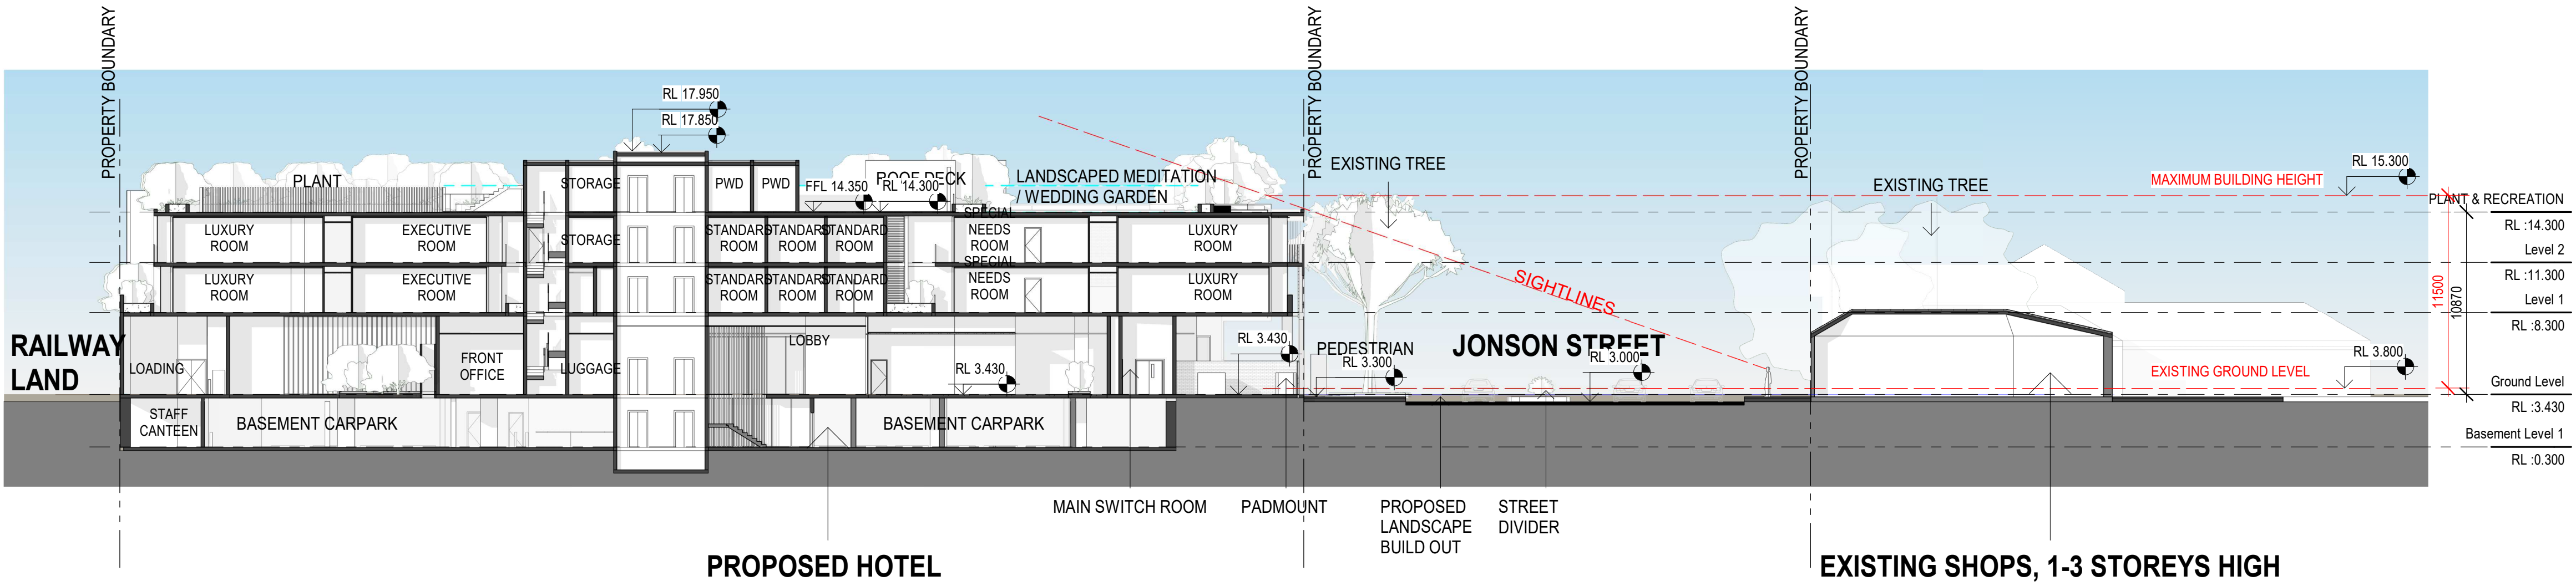 PROPERTY BOUNDARY
PROPERTY BOUNDARY
PROPERTY BOUNDARY
RL 17.950
RL 17.850
PLANT
STORAGE
PWD
PWD
FFL 14.350
ROOF DECK
RL 14.300
LANDSCAPED MEDITATION
/ WEDDING GARDEN
EXISTING TREE
EXISTING TREE
MAXIMUM BUILDING HEIGHT
RL 15.300
PLANT & RECREATION
RL :14.300
LUXURY
ROOM
EXECUTIVE
ROOM
STORAGE
STANDARD
ROOM
STANDARD
ROOM
STANDARD
ROOM
SPECIAL
NEEDS
ROOM
LUXURY
ROOM
Level 2
RL :11.300
LUXURY
ROOM
EXECUTIVE
ROOM
STANDARD
ROOM
STANDARD
ROOM
STANDARD
ROOM
SPECIAL
NEEDS
ROOM
LUXURY
ROOM
SIGHTLINES
11500
10870
Level 1
RL :8.300
RAILWAY
LAND
LOADING
FRONT
OFFICE
LUGGAGE
LOBBY
RL 3.430
RL 3.430
PEDESTRIAN
RL 3.300
JONSON STREET
RL 3.000
RL 3.800
EXISTING GROUND LEVEL
Ground Level
RL :3.430
STAFF
CANTEEN
BASEMENT CARPARK
BASEMENT CARPARK
Basement Level 1
RL :0.300
MAIN SWITCH ROOM
PADMOUNT
PROPOSED
LANDSCAPE
BUILD OUT
STREET
DIVIDER
PROPOSED HOTEL
EXISTING SHOPS, 1-3 STOREYS HIGH